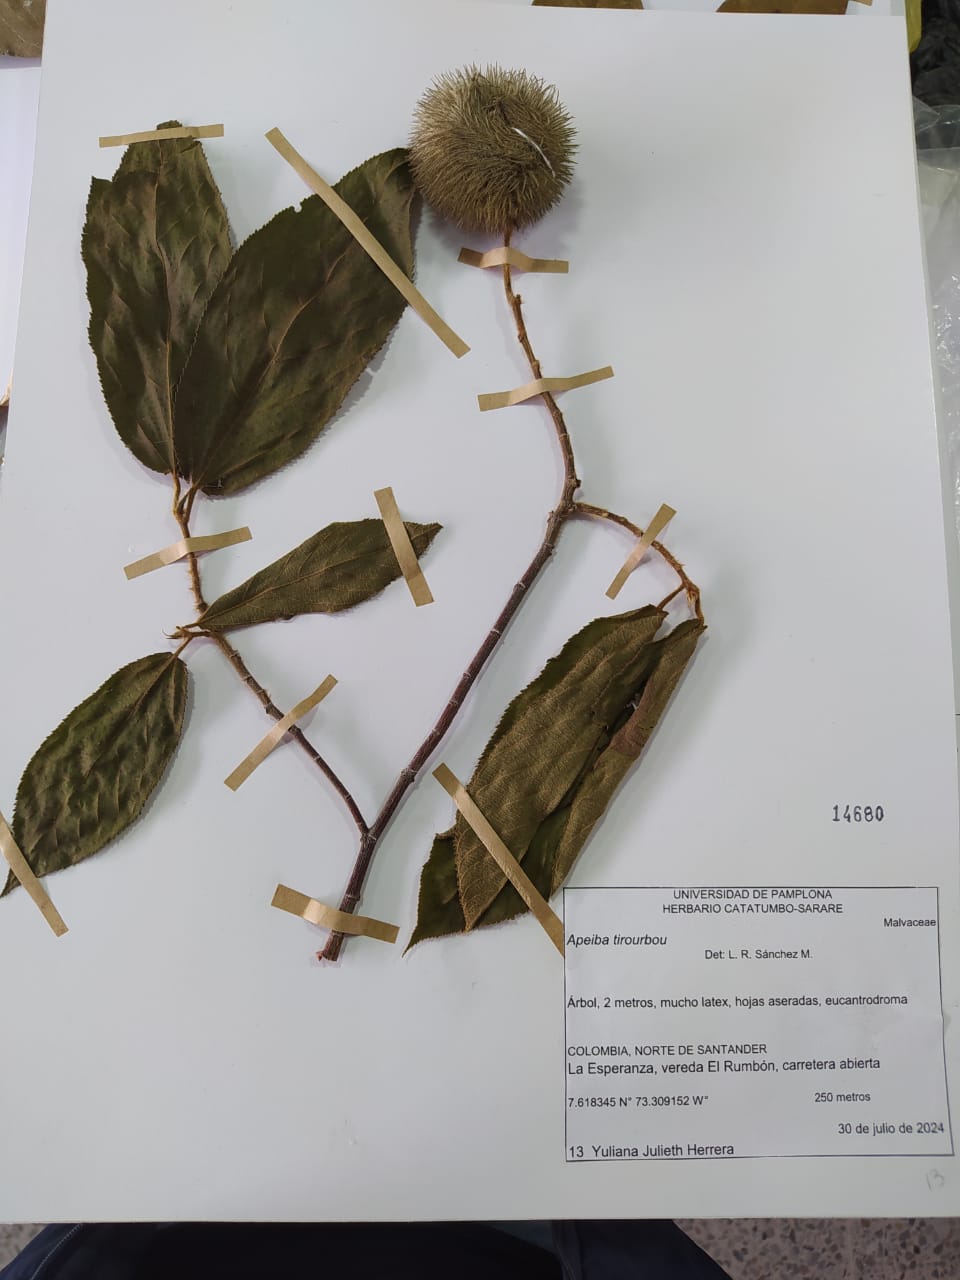 14680
UNIVERSIDAD DE PAMPLONA
HERBARIO CATATUMBO-SARARE
Malvaceae
Apeiba tirourbou
Det: L. R. Sánchez M.
Árbol, 2 metros, mucho latex, hojas aseradas, eucantrodroma
COLOMBIA, NORTE DE SANTANDER
La Esperanza, vereda El Rumbón, carretera abierta
7.618345 N° 73.309152 W°
250 metros
30 de julio de 2024
13 Yuliana Julieth Herrera
13